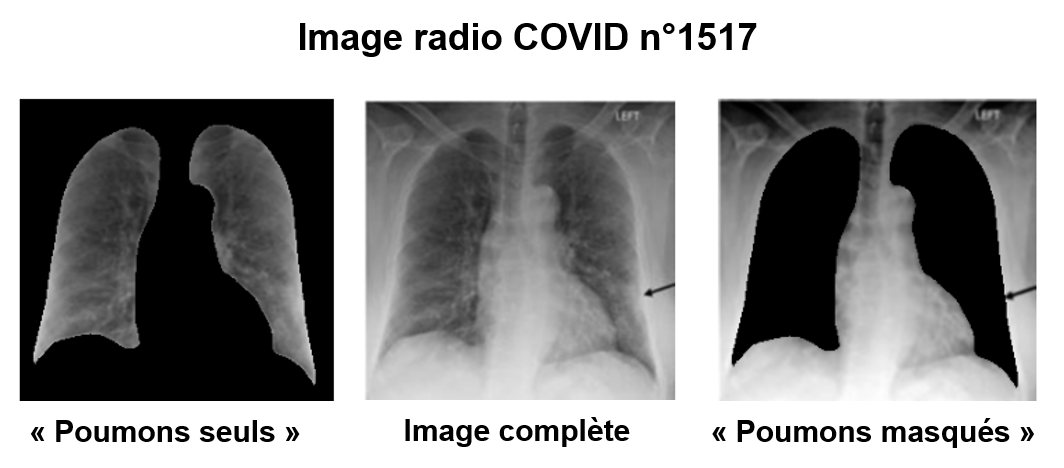 Image radio COVID n°1517
LEFT
LEFT
« Poumons seuls »
Image complète
« Poumons masqués »